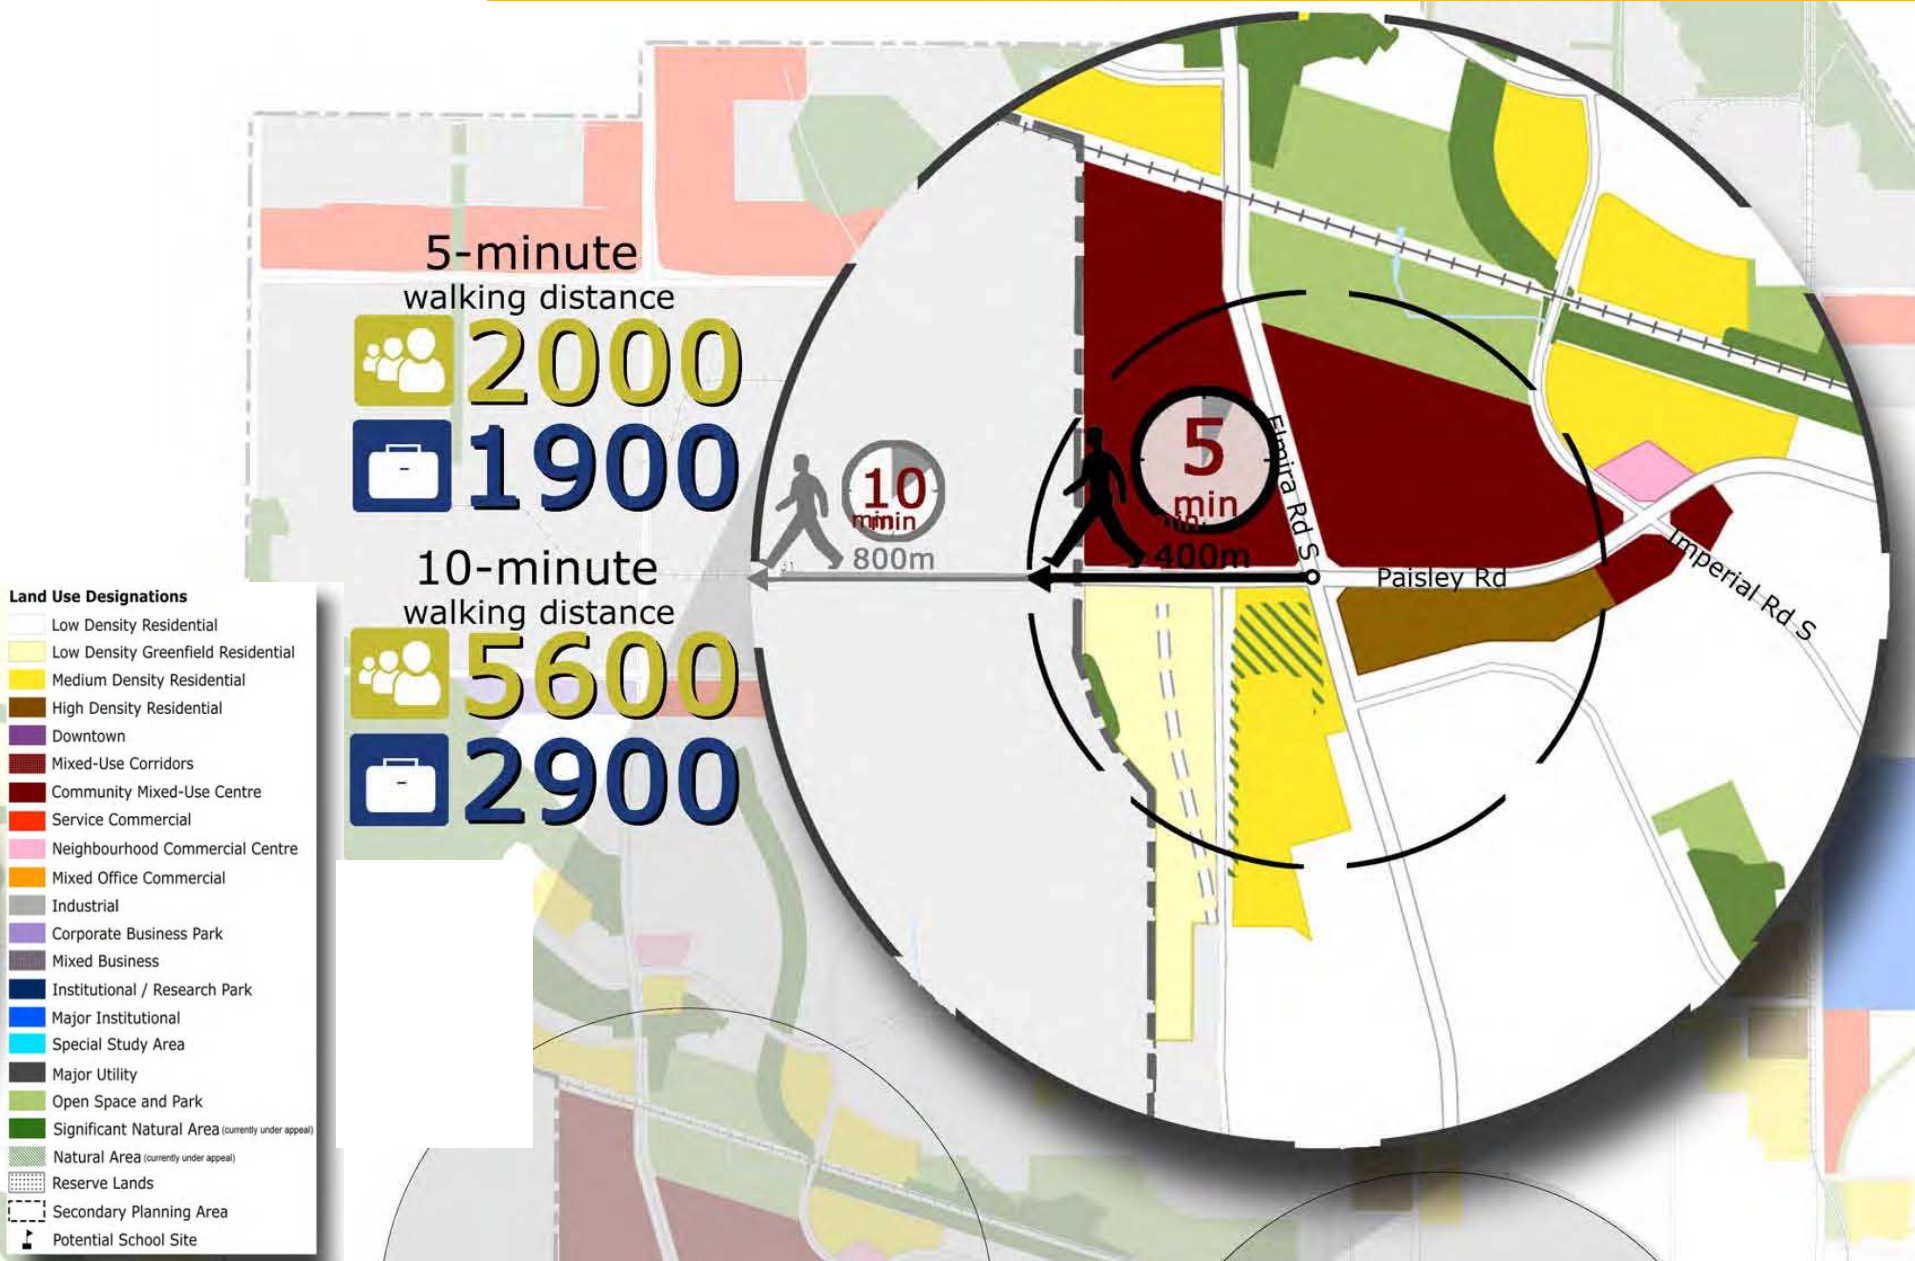 5-minute
walking distance
2000
1900
10-minute
walking distance
5600
2900
10
min
800m
5
min
400m
Elmira Rd S
Paisley Rd
Imperial Rd S
Land Use Designations
Low Density Residential
Low Density Greenfield Residential
Medium Density Residential
High Density Residential
Downtown
Mixed-Use Corridors
Community Mixed-Use Centre
Service Commercial
Neighbourhood Commercial Centre
Mixed Office Commercial
Industrial
Corporate Business Park
Mixed Business
Institutional / Research Park
Major Institutional
Special Study Area
Major Utility
Open Space and Park
Significant Natural Area (currently under appeal)
Natural Area (currently under appeal)
Reserve Lands
Secondary Planning Area
Potential School Site